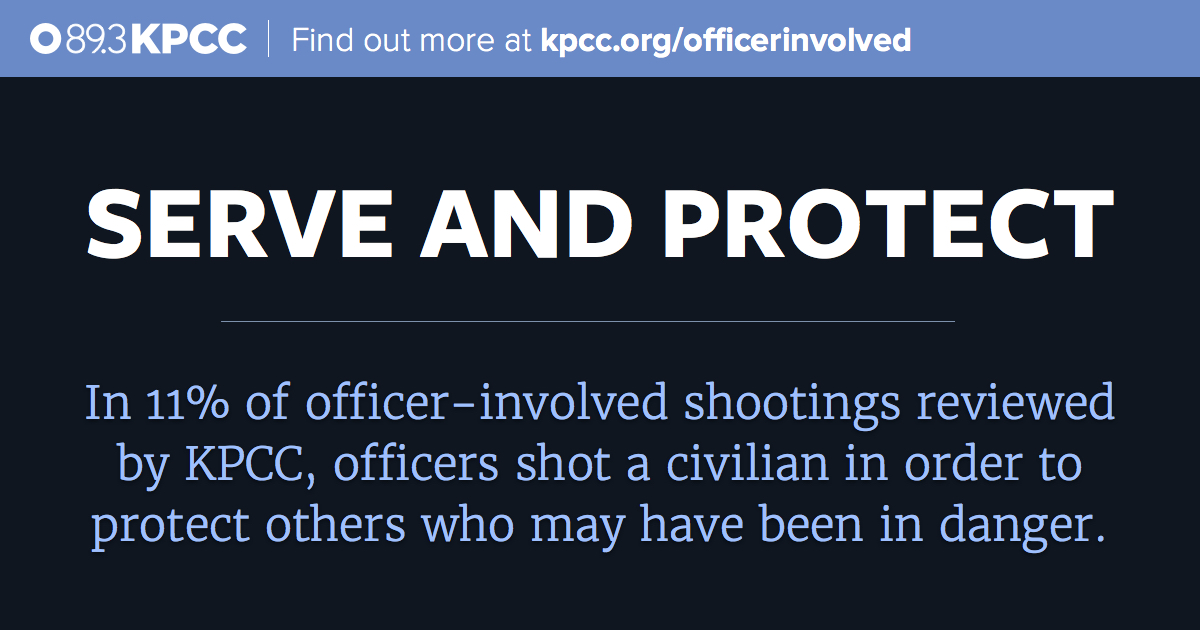 89.3 KPCC Find out more at kpcc.org/officerinvolved
SERVE AND PROTECT
In 11% of officer-involved shootings reviewed
by KPCC, officers shot a civilian in order to
protect others who may have been in danger.